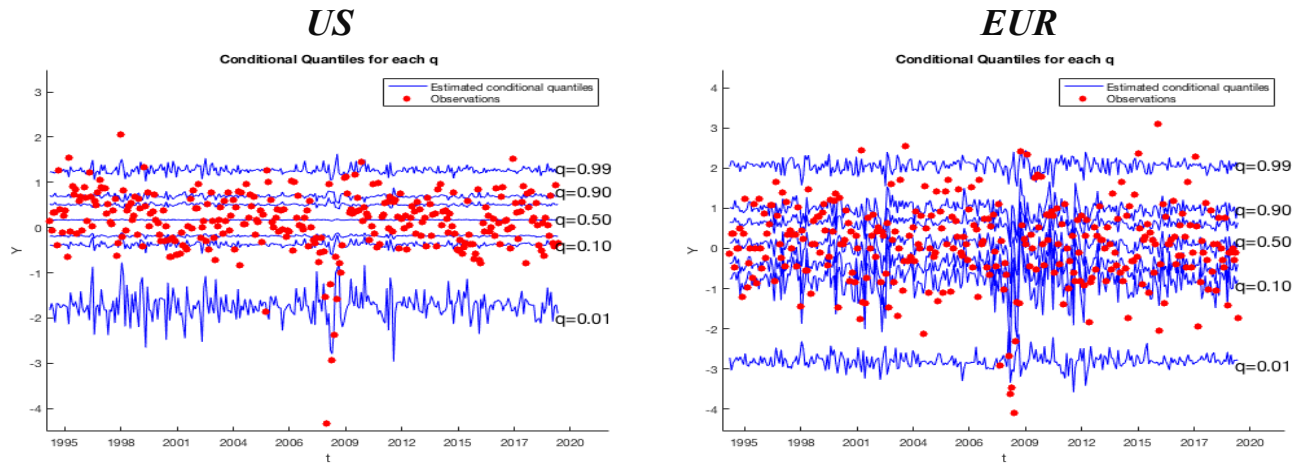 US
EUR
Conditional Quantiles for each q
Conditional Quantiles for each q
Estimated conditional quantiles
Observations
q=0.99
q=0.90
q=0.50
q=0.10
q=0.01
3
2
1
0
-1
-2
-3
-4
Y
1995 1998 2001 2003 2006 2009 2012 2015 2017 2020
t
Estimated conditional quantiles
Observations
q=0.99
q=0.90
q=0.50
q=0.10
q=0.01
4
3
2
1
0
-1
-2
-3
-4
Y
1995 1998 2001 2003 2006 2009 2012 2015 2017 2020
t